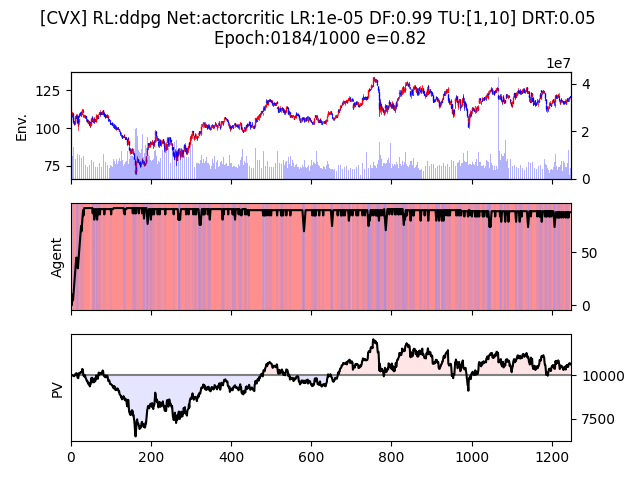 [CVX] RL:ddpg Net:actorcritic LR:1e-05 DF:0.99 TU:[1,10] DRT:0.05
Epoch:0184/1000 e=0.82
1e7
125
100
75
Env.
4
2
0
Agent
50
0
PV
10000
7500
0 200 400 600 800 1000 1200